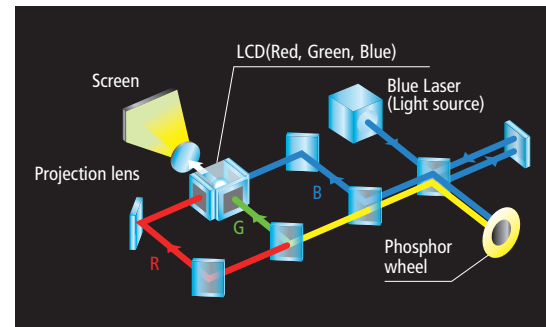 LCD(Red, Green, Blue)
Screen
Blue Laser
(Light source)
Projection lens
B
G
R
Phosphor
wheel